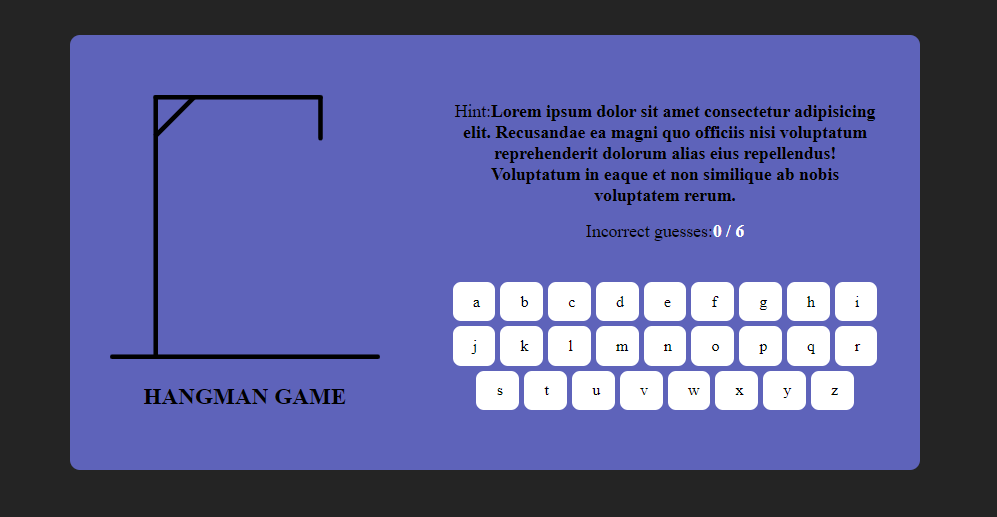 Hint:Lorem ipsum dolor sit amet consectetur adipisicing
elit. Recusandae ea magni quo officiis nisi voluptatum
reprehenderit dolorum alias eius repellendus!
Voluptatum in eaque et non similique ab nobis
voluptatem rerum.
Incorrect guesses:0 / 6
a b c d e f g h i
j k l m n o p q r
s t u v w x y z
HANGMAN GAME